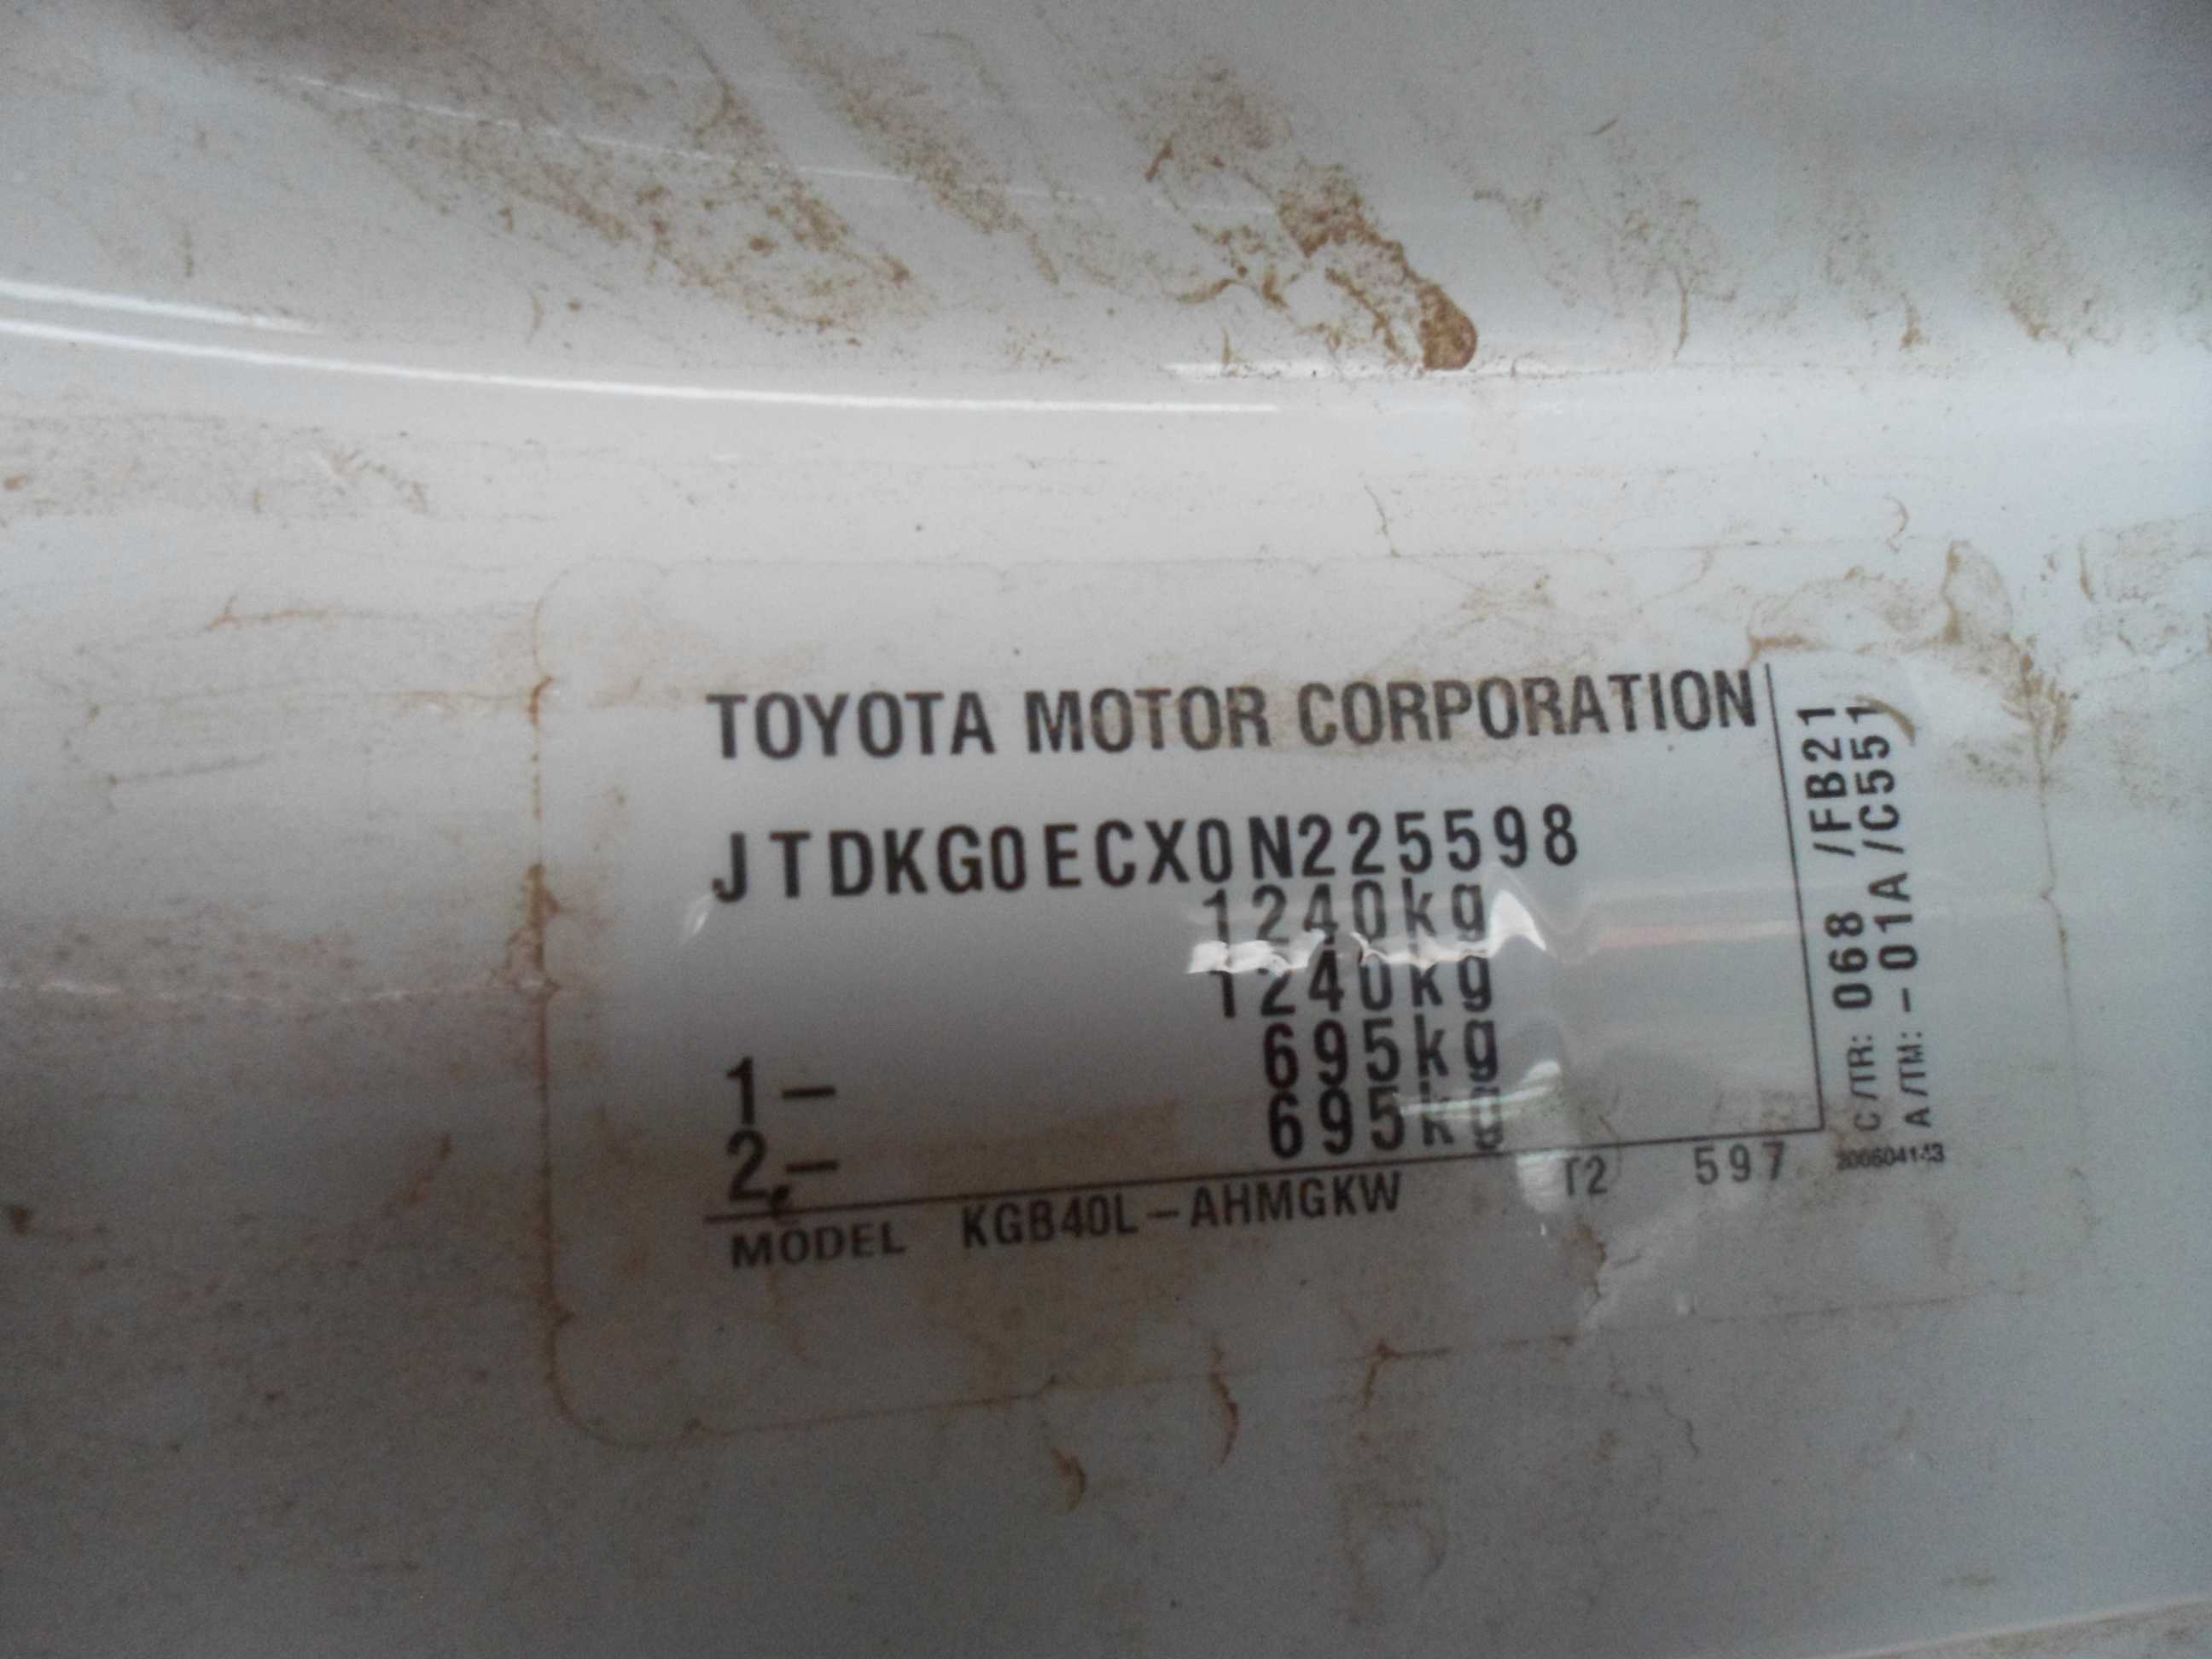 TOYOTA MOTOR CORPORATION
JTDKG0ECX0N225598
1240kg
1240kg
1- 695kg
2- 695kg
MODEL KGB40L-AHMGKW T2 597
C/TR: 068 /FB21
A/TM: -01A/C551